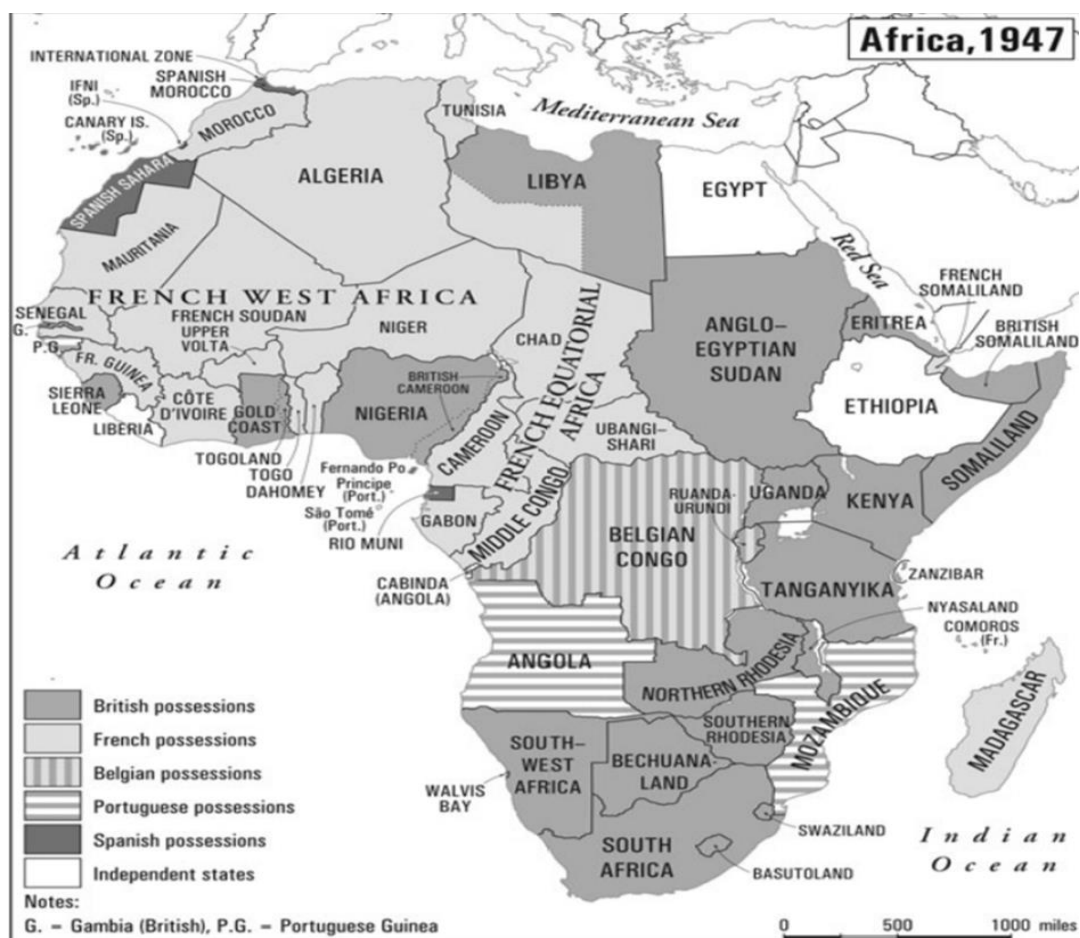 Africa, 1947
INTERNATIONAL ZONE
SPANISH
MOROCCO
IFNI
(Sp.)
CANARY IS.
(Sp.)
MOROCCO
TUNISIA
Mediterranean Sea
ALGERIA
LIBYA
EGYPT
SPANISH SAHARA
MAURITANIA
Red Sea
FRENCH WEST AFRICA
FRENCH SOUDAN
NIGER
CHAD
FRENCH
SOMALILAND
SENEGAL
G.
P.G.
UPPER
VOLTA
ANGLO–
EGYPTIAN
SUDAN
ERITREA
BRITISH
SOMALILAND
FR. GUINEA
SIERRA
LEONE
LIBERIA
CÔTE
D'IVOIRE
GOLD
COAST
NIGERIA
BRITISH
CAMEROON
FRENCH EQUATORIAL
AFRICA
ETHIOPIA
TOGOLAND
TOGO
DAHOMEY
CAMEROON
UBANGI-
SHARI
SOMALILAND
Fernando Po
Principe
(Port.)
São Tomé
(Port.)
RIO MUNI
GABON
MIDDLE CONGO
RUANDA-
URUNDI
UGANDA
KENYA
BELGIAN
CONGO
Atlantic
Ocean
CABINDA
(ANGOLA)
TANGANYIKA
ZANZIBAR
NYASALAND
COMOROS
(Fr.)
ANGOLA
NORTHERN RHODESIA
MOZAMBIQUE
MADAGASCAR
SOUTHERN
RHODESIA
SOUTH–
WEST
AFRICA
BECHUANA-
LAND
WALVIS
BAY
SOUTH
AFRICA
SWAZILAND
BASUTOLAND
Indian
Ocean
British possessions
French possessions
Belgian possessions
Portuguese possessions
Spanish possessions
Independent states
Notes:
G. – Gambia (British), P.G. – Portuguese Guinea
0 500 1000 miles